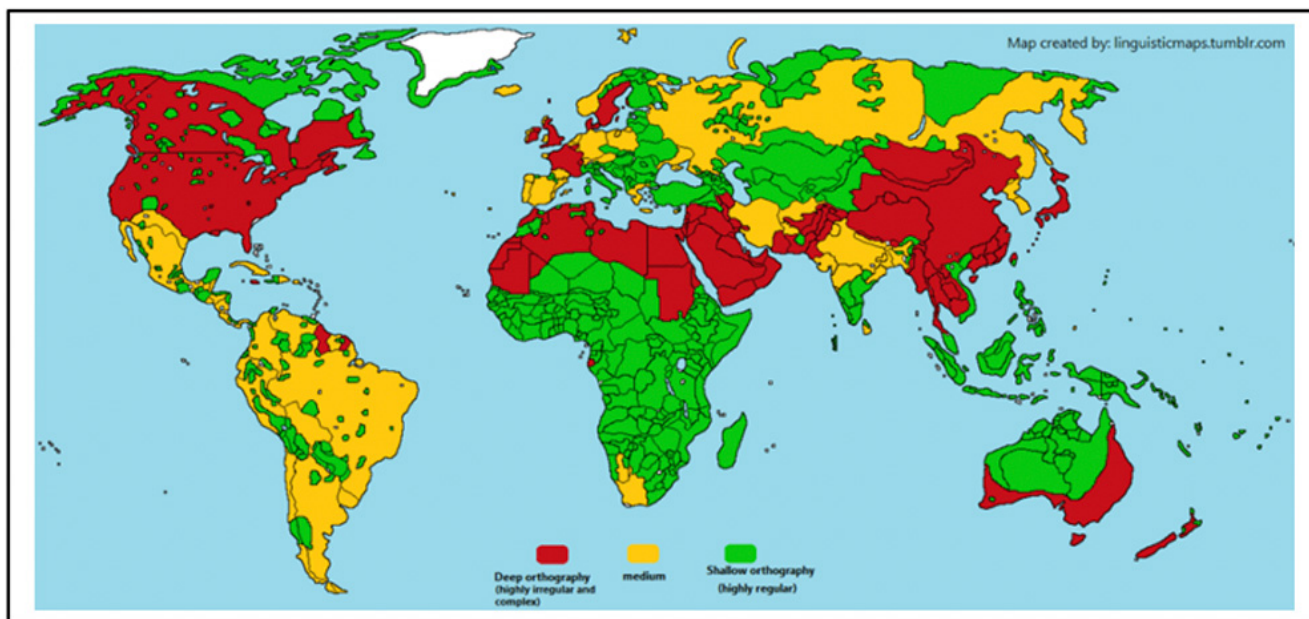 Map created by: linguisticmaps.tumblr.com
Deep orthography
(highly irregular and
complex)
medium
Shallow orthography
(highly regular)